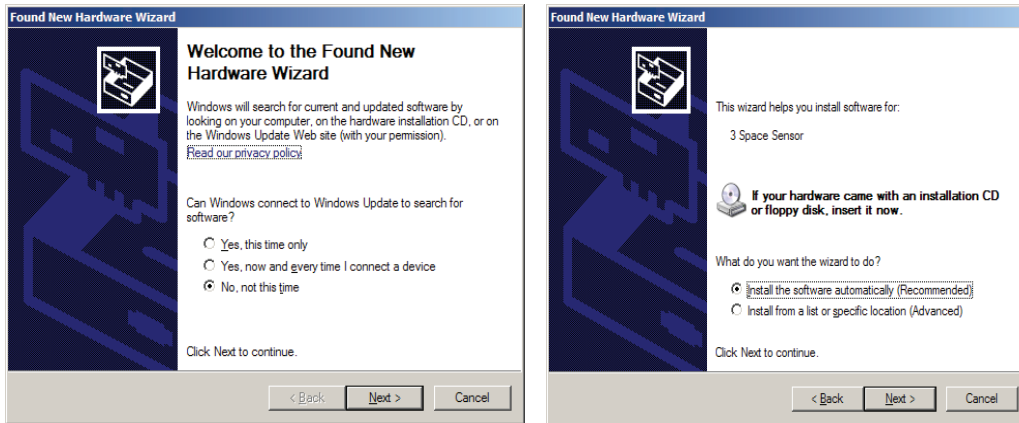 Found New Hardware Wizard
Welcome to the Found New
Hardware Wizard
Windows will search for current and updated software by
looking on your computer, on the hardware installation CD, or on
the Windows Update Web site (with your permission).
Read our privacy policy
Can Windows connect to Windows Update to search for
software?
Yes, this time only
Yes, now and every time I connect a device
No, not this time
Click Next to continue.
< Back
Next >
Cancel
Found New Hardware Wizard
This wizard helps you install software for:
3 Space Sensor
If your hardware came with an installation CD
or floppy disk, insert it now.
What do you want the wizard to do?
Install the software automatically (Recommended)
Install from a list or specific location (Advanced)
Click Next to continue.
< Back
Next >
Cancel